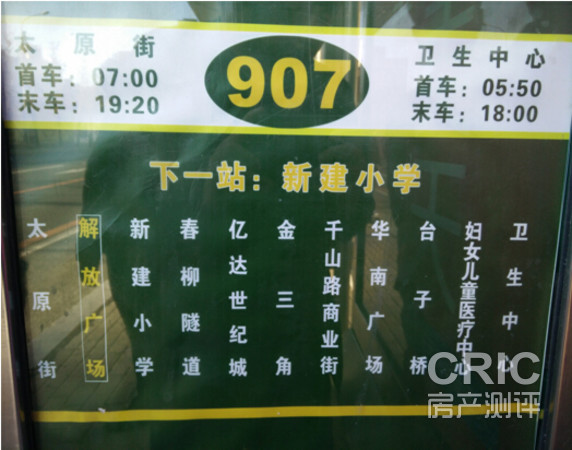 太原街
首车：07:00
末车：19:20
907
卫生中心
首车：05:50
末车：18:00
下一站：新建小学
太原街
解放广场
新建小学
春柳隧道
亿达世纪城
金三角
千山路商业街
华南广场
台子桥
妇女儿童医疗中心
卫生中心
CRIC
房产测评